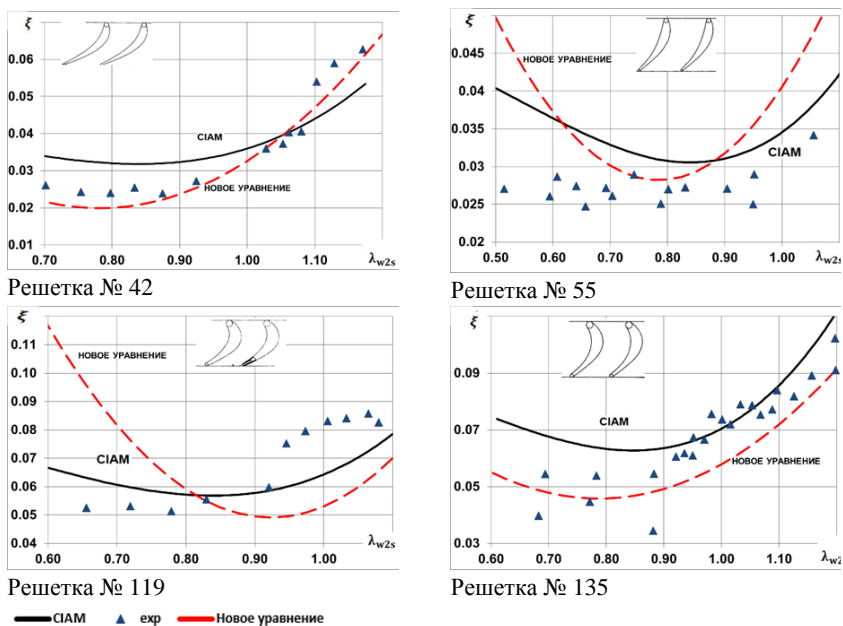 ξ
0.06
0.05
0.04
0.03
0.02
0.01
CIAM
НОВОЕ УРАВНЕНИЕ
0.70 0.80 0.90 1.00 1.10 λw2s
Решетка № 42
ξ
0.045
0.04
0.035
0.03
0.025
0.02
НОВОЕ УРАВНЕНИЕ
CIAM
0.50 0.60 0.70 0.80 0.90 1.00 λw2s
Решетка № 55
ξ
0.11
0.10
0.09
0.08
0.07
0.06
0.05
0.04
НОВОЕ УРАВНЕНИЕ
CIAM
0.60 0.70 0.80 0.90 1.00 λw2s
Решетка № 119
ξ
0.09
0.07
0.05
0.03
CIAM
НОВОЕ УРАВНЕНИЕ
0.60 0.70 0.80 0.90 1.00 1.10 λw2
Решетка № 135
CIAM exp Новое уравнение